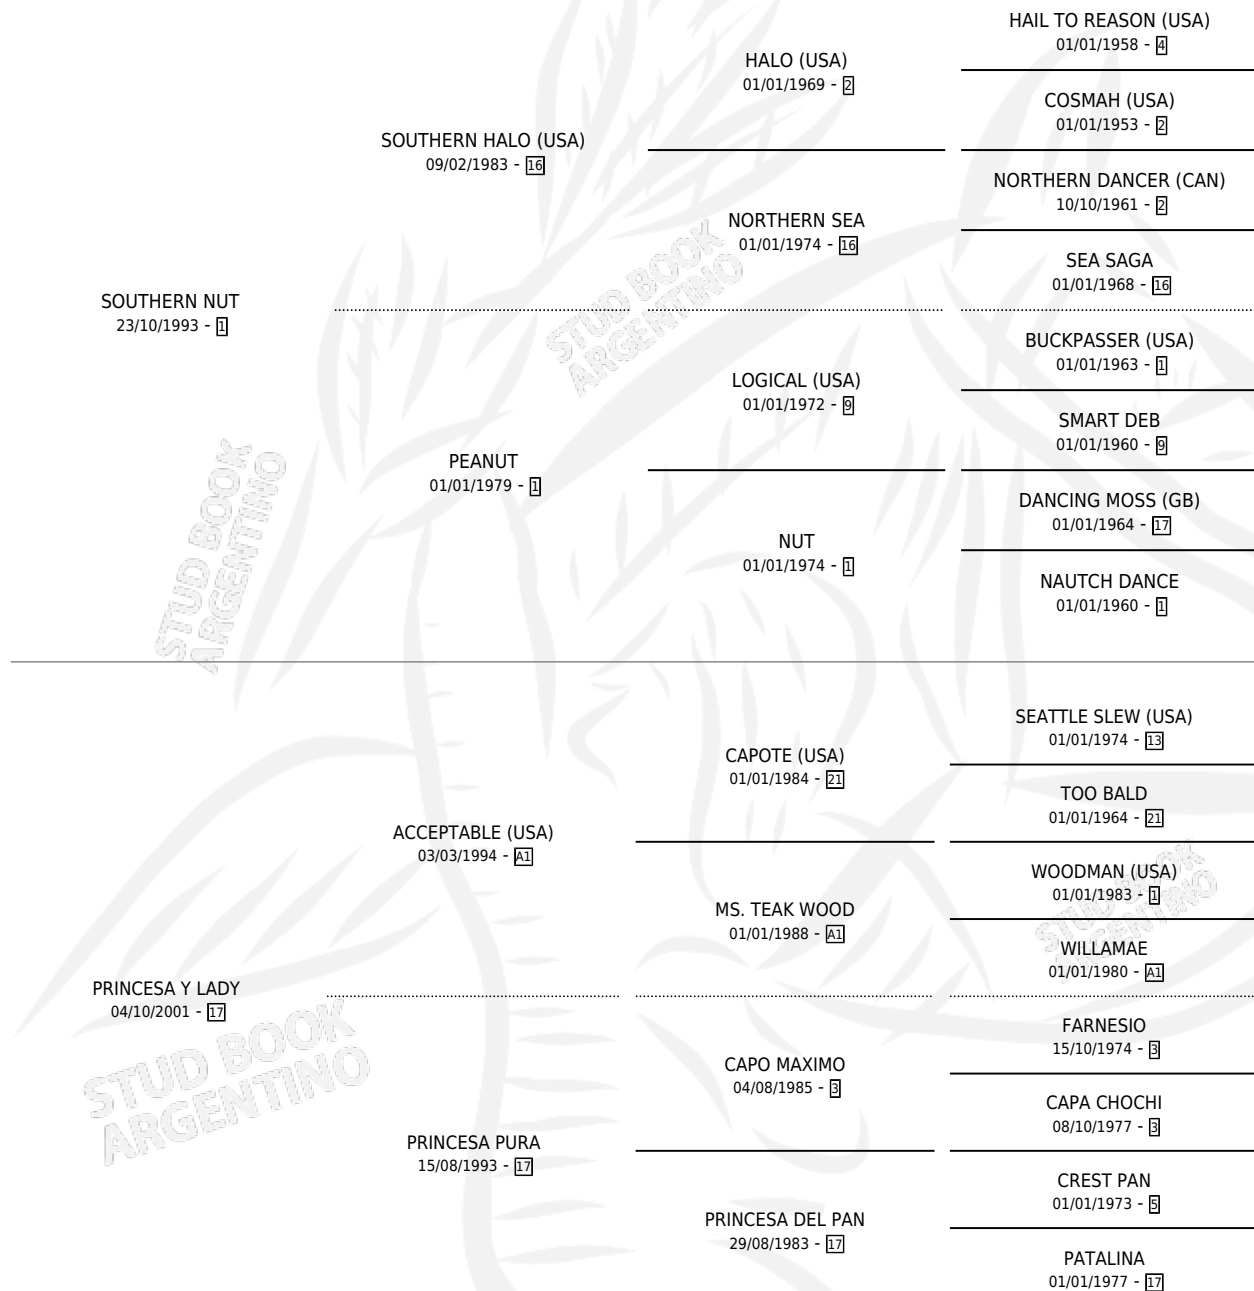 HAIL TO REASON (USA)
01/01/1958 - 4
HALO (USA)
01/01/1969 - 2
COSMAH (USA)
01/01/1953 - 2
SOUTHERN HALO (USA)
09/02/1983 - 16
NORTHERN DANCER (CAN)
10/10/1961 - 2
NORTHERN SEA
01/01/1974 - 16
SEA SAGA
01/01/1968 - 16
SOUTHERN NUT
23/10/1993 - 1
BUCKPASSER (USA)
01/01/1963 - 1
LOGICAL (USA)
01/01/1972 - 9
SMART DEB
01/01/1960 - 9
PEANUT
01/01/1979 - 1
DANCING MOSS (GB)
01/01/1964 - 17
NUT
01/01/1974 - 1
NAUTCH DANCE
01/01/1960 - 1
SEATTLE SLEW (USA)
01/01/1974 - 13
CAPOTE (USA)
01/01/1984 - 21
TOO BALD
01/01/1964 - 21
ACCEPTABLE (USA)
03/03/1994 - A1
WOODMAN (USA)
01/01/1983 - 1
MS. TEAK WOOD
01/01/1988 - A1
WILLAMAE
01/01/1980 - A1
PRINCESA Y LADY
04/10/2001 - 17
FARNESIO
15/10/1974 - 3
CAPO MAXIMO
04/08/1985 - 3
CAPA CHOCHI
08/10/1977 - 3
PRINCESA PURA
15/08/1993 - 17
CREST PAN
01/01/1973 - 5
PRINCESA DEL PAN
29/08/1983 - 17
PATALINA
01/01/1977 - 17
STUD BOOK
ARGENTINO
STUD BOOK
ARGENTINO
STUD BOOK
ARGENTINO
STUD BOOK
ARGENTINO